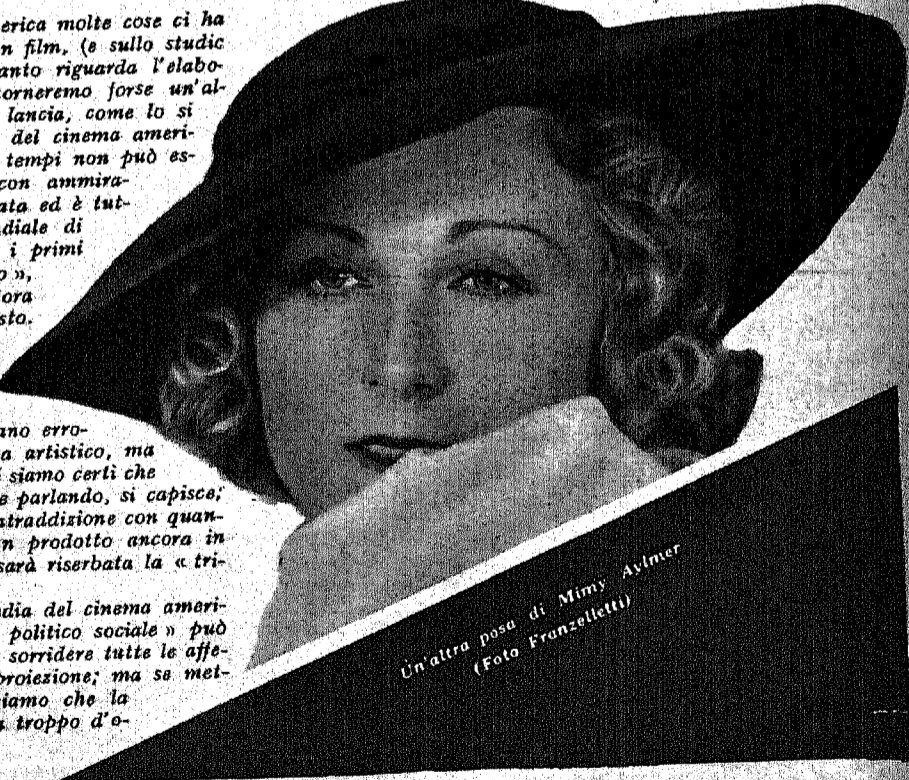 erica molte cose ci ha
n film, (e sullo studio
anto riguarda l'elabo-
orneremo forse un'al-
lancia, come lo si
del cinema ameri-
tempi non può es-
con ammira-
ata ed è tut-
diale di
i primi
o »,
ora
sto.
ano erro-
a artistico, ma
i siamo certi che
e parlando, si capisce;
ntraddizione con quan-
n prodotto ancora in
sarà riserbata la « tri-
dia del cinema ameri-
politico sociale » può
sorridere tutte le affe-
proiezione; ma se met-
iamo che la
troppo d'o-
Un'altra posa di Mimy Aylmer
(Foto Franzelletti)